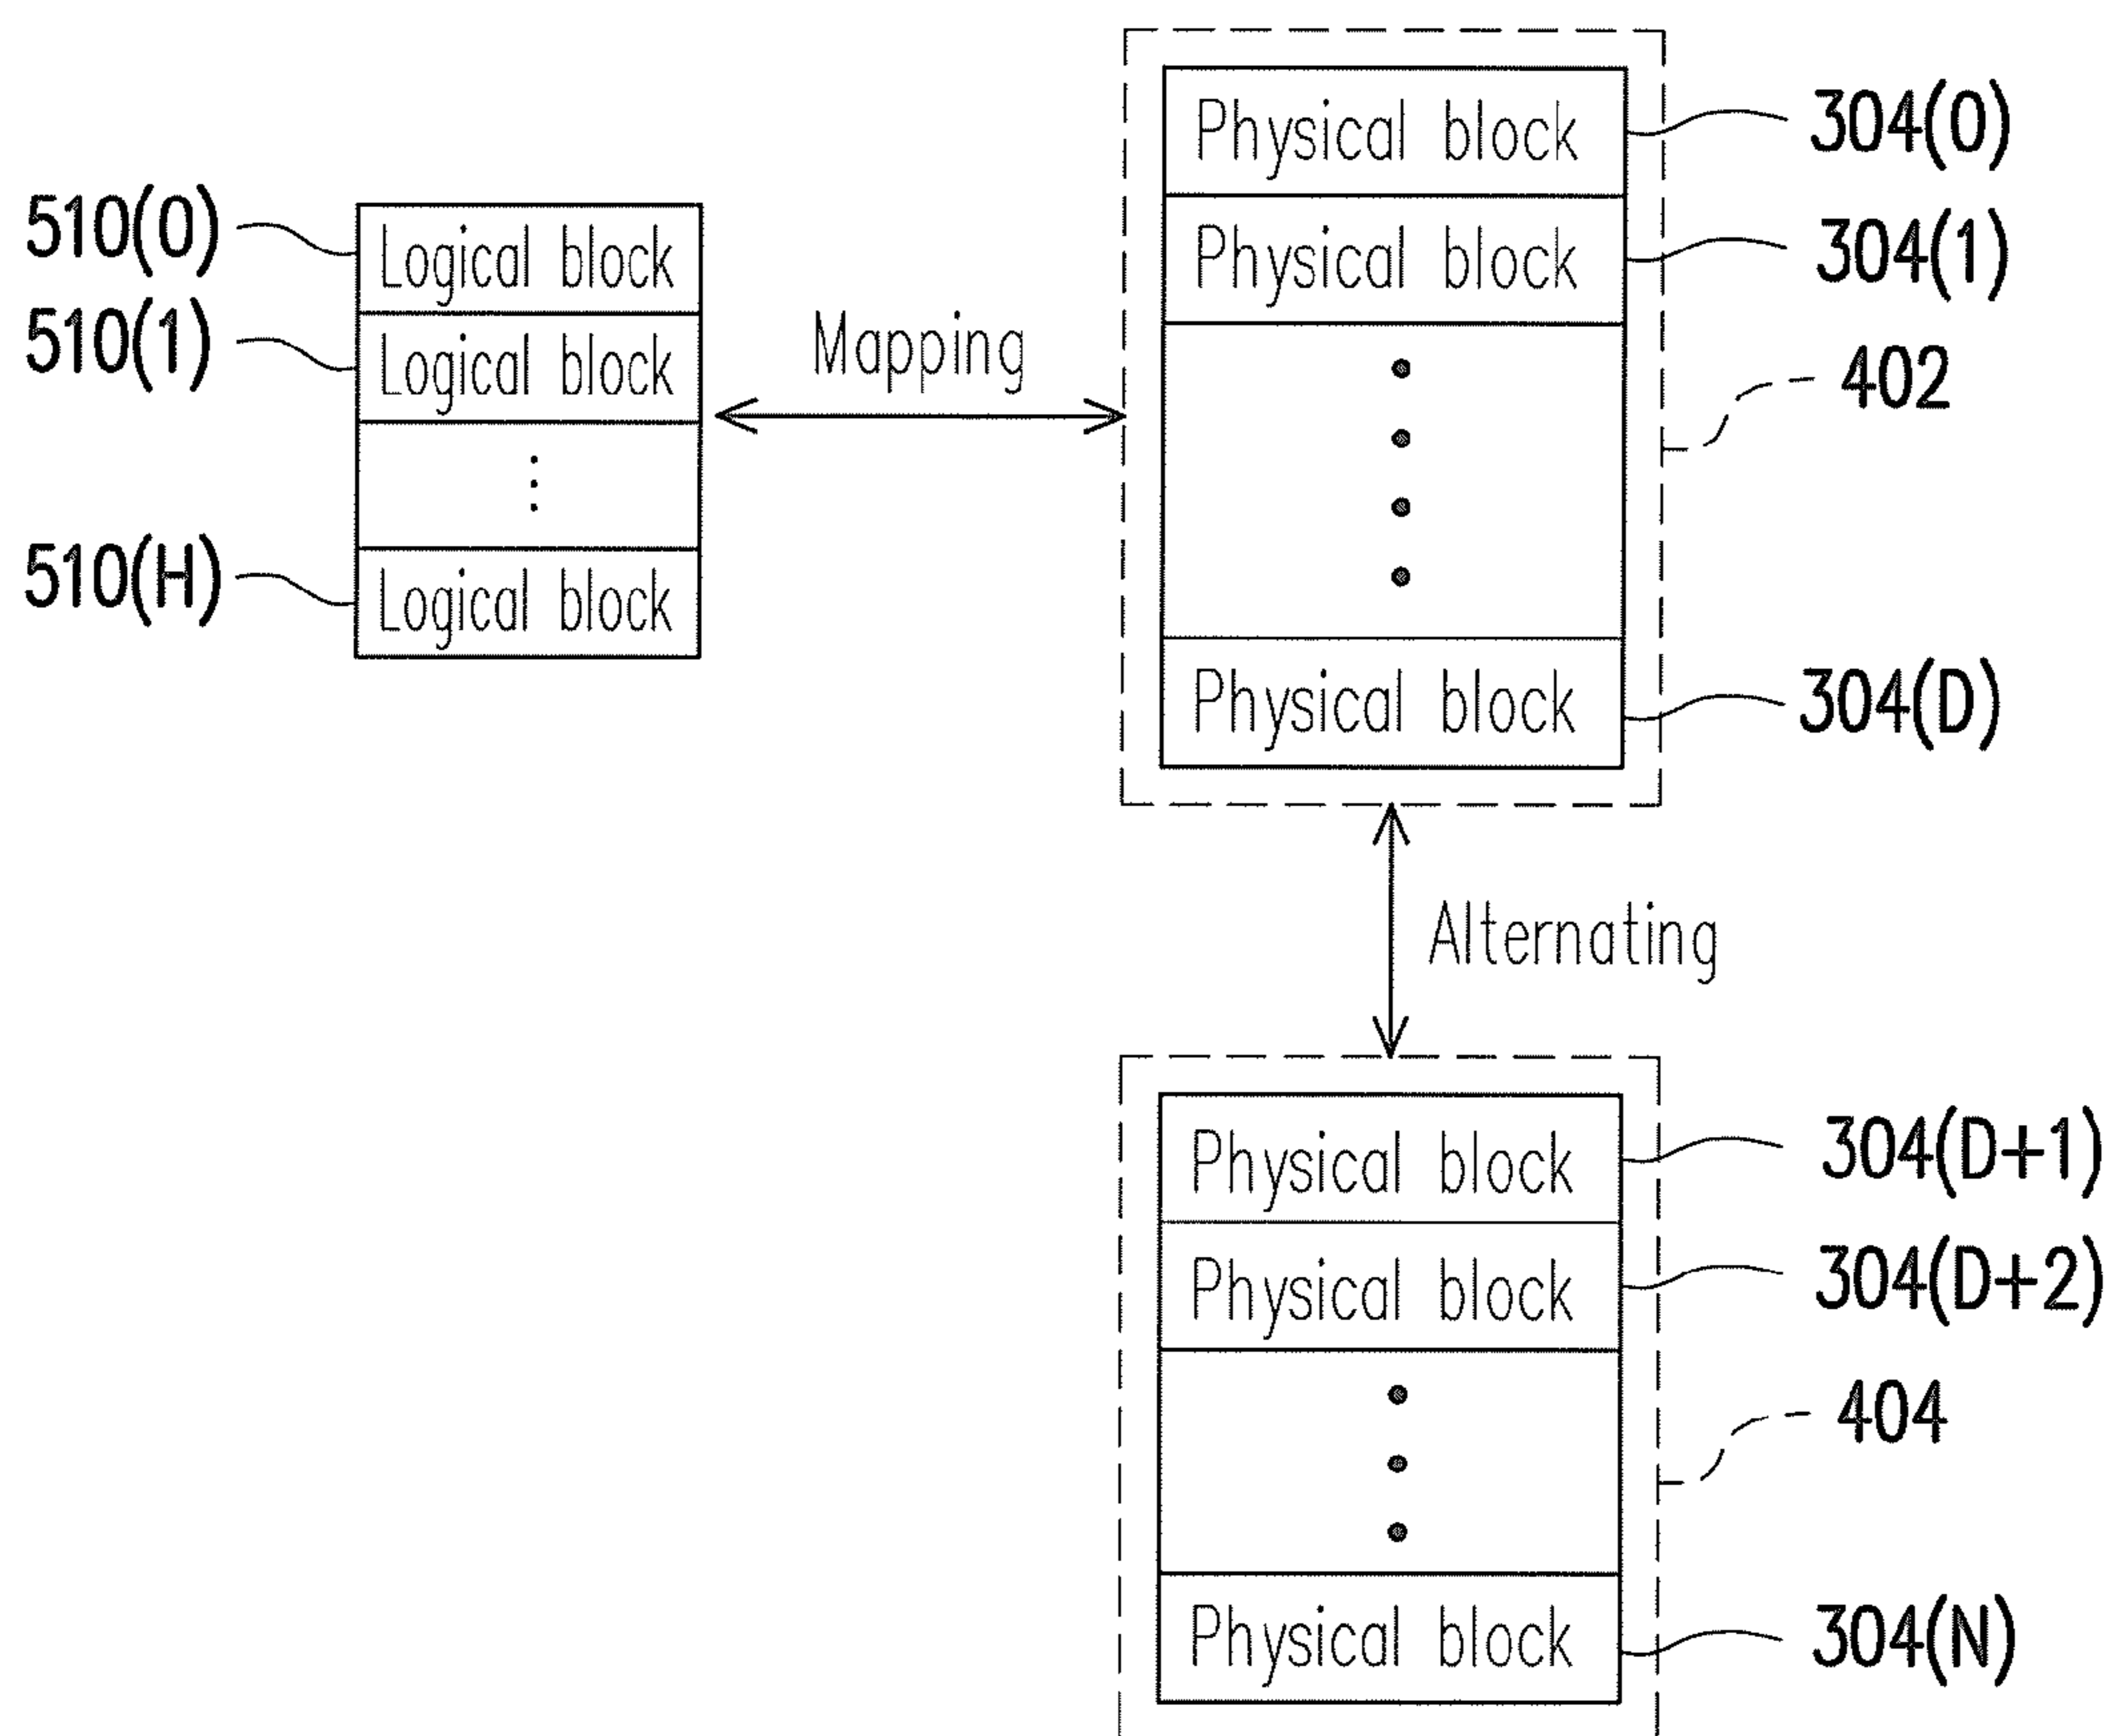 510(0)
Logical block
510(1)
Logical block
510(H)
Logical block
Mapping
Physical block
304(0)
Physical block
304(1)
402
Physical block
304(D)
Alternating
Physical block
304(D+1)
Physical block
304(D+2)
404
Physical block
304(N)